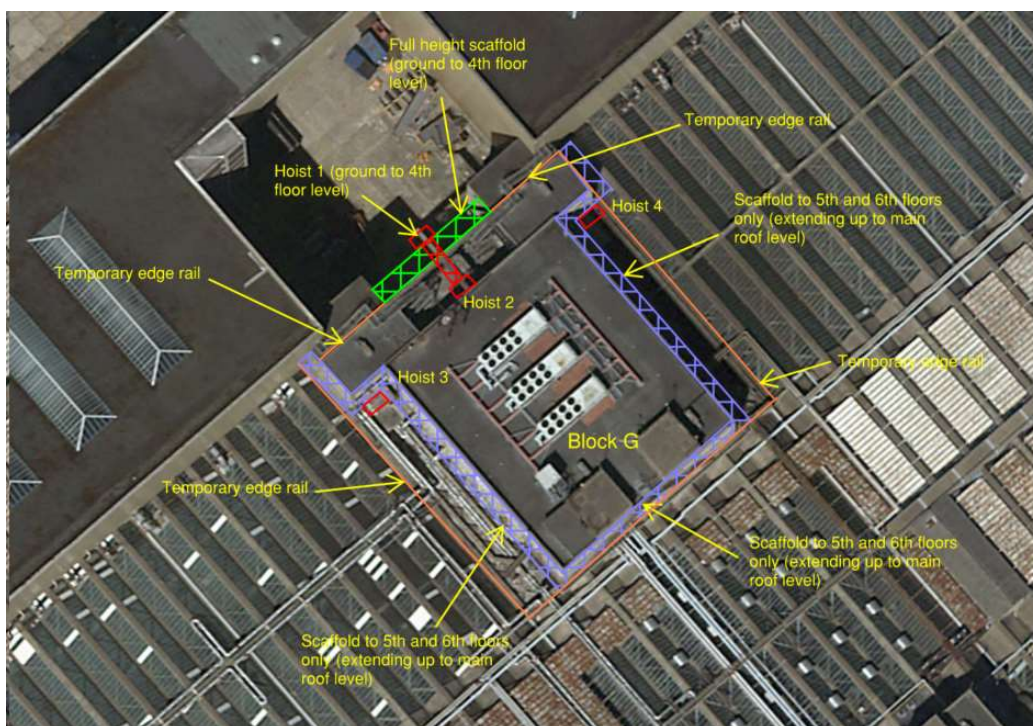 Full height scaffold
(ground to 4th floor
level)
Temporary edge rail
Hoist 1 (ground to 4th
floor level)
Scaffold to 5th and 6th floors
only (extending up to main
roof level)
Hoist 4
Temporary edge rail
Hoist 2
Temporary edge rail
Hoist 3
Block G
Temporary edge rail
Scaffold to 5th and 6th floors
only (extending up to main
roof level)
Scaffold to 5th and 6th floors
only (extending up to main
roof level)